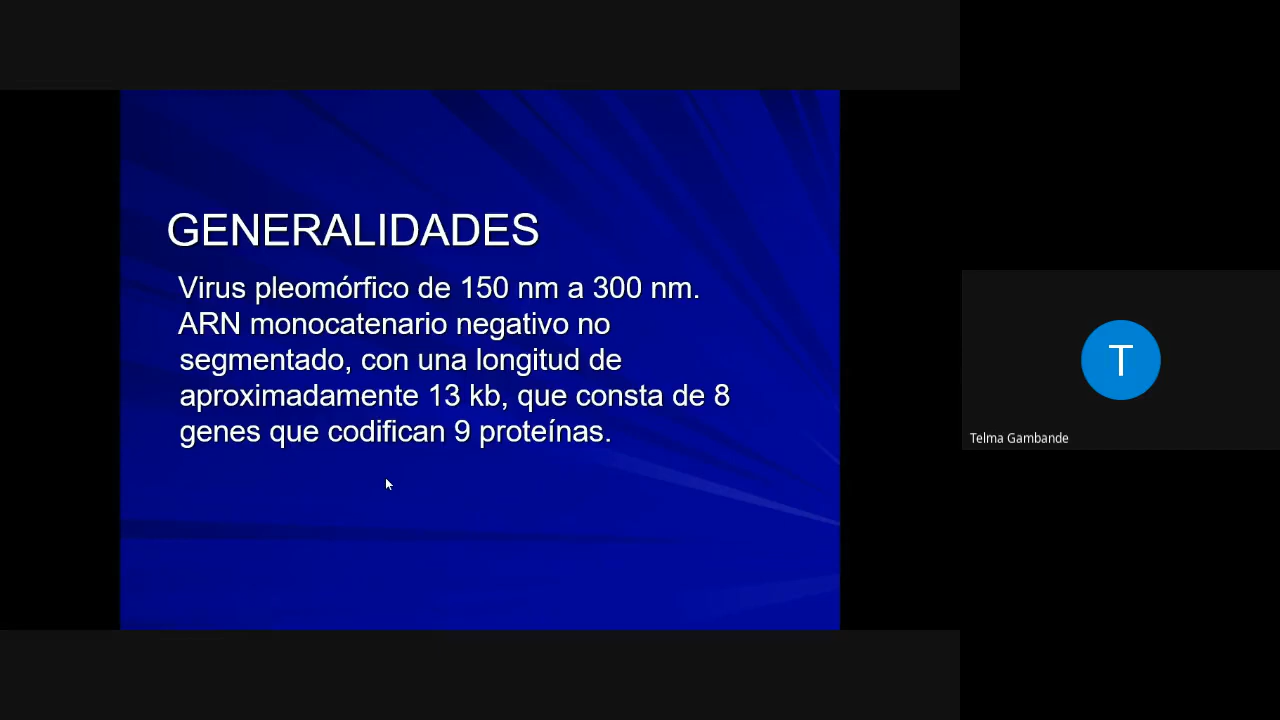 GENERALIDADES
Virus pleomórfico de 150 nm a 300 nm.
ARN monocatenario negativo no
segmentado, con una longitud de
aproximadamente 13 kb, que consta de 8
genes que codifican 9 proteínas.
T
Telma Gambande